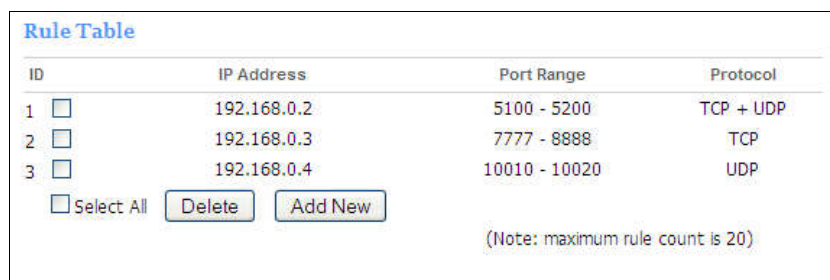 Rule Table
ID IP Address Port Range Protocol
1 192.168.0.2 5100 - 5200 TCP + UDP
2 192.168.0.3 7777 - 8888 TCP
3 192.168.0.4 10010 - 10020 UDP
Select All Delete Add New
(Note: maximum rule count is 20)